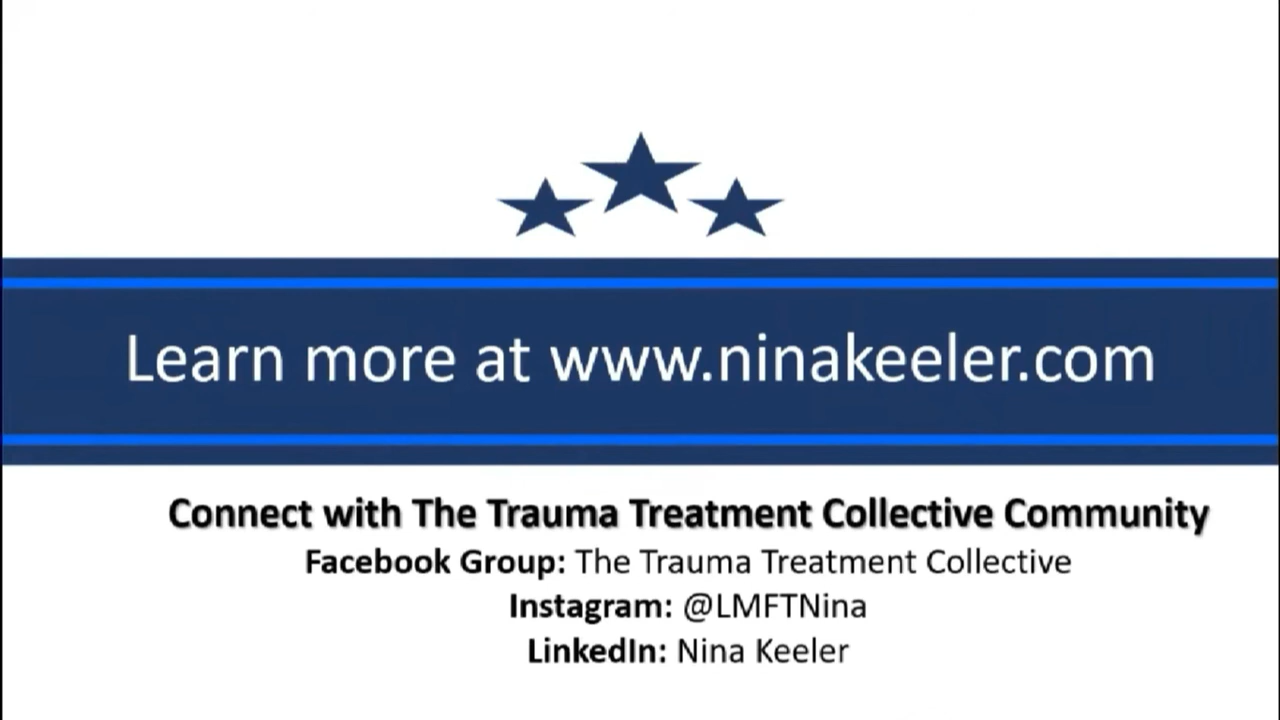 Learn more at www.ninakeeler.com
Connect with The Trauma Treatment Collective Community
Facebook Group: The Trauma Treatment Collective
Instagram: @LMFTNina
LinkedIn: Nina Keeler